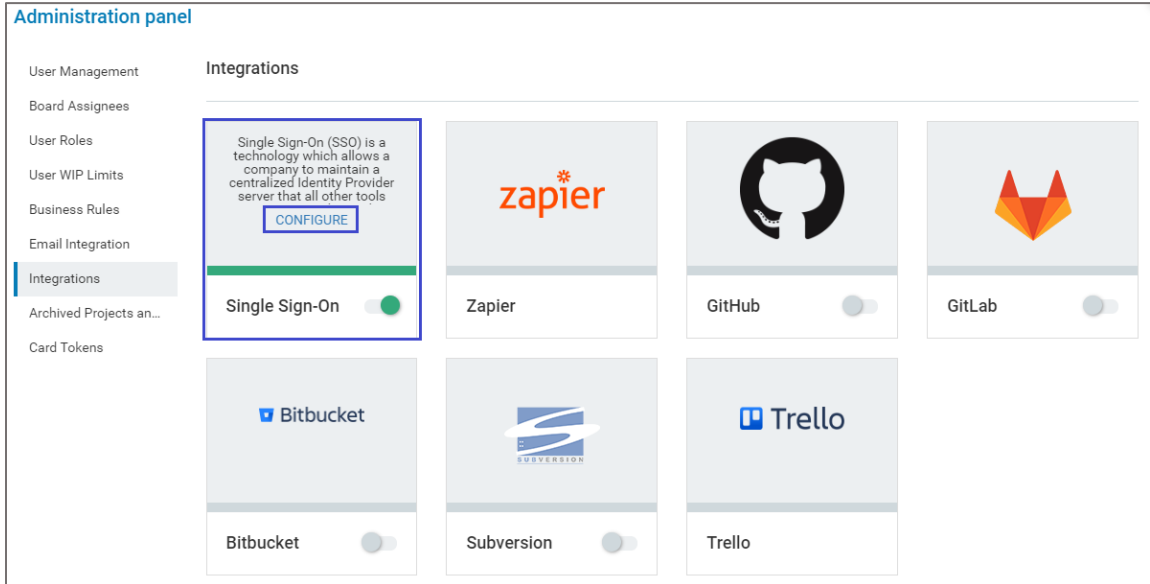 Administration panel
User Management
Board Assignees
User Roles
User WIP Limits
Business Rules
Email Integration
Integrations
Archived Projects an...
Card Tokens
Integrations
Single Sign-On (SSO) is a
technology which allows a
company to maintain a
centralized Identity Provider
server that all other tools
CONFIGURE
Single Sign-On
zapier
Zapier
GitHub
GitLab
Bitbucket
Bitbucket
SUBVERSION
Subversion
Trello
Trello